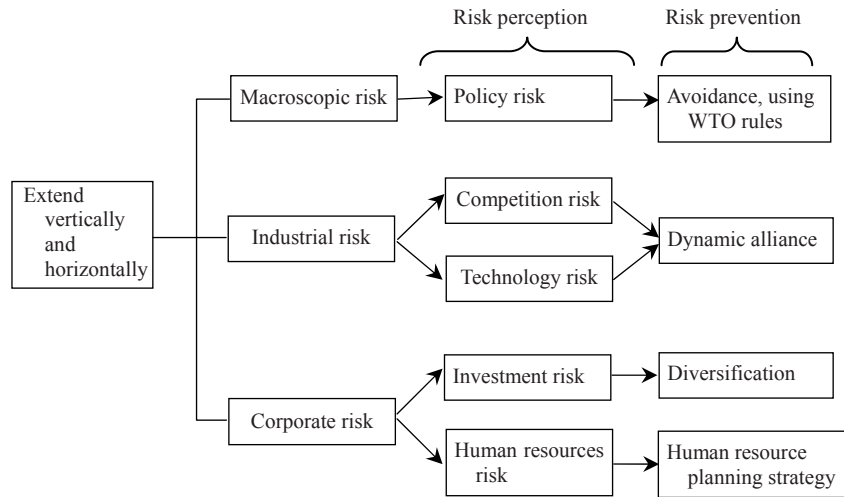 Risk perception
Risk prevention
Macroscopic risk
Policy risk
Avoidance, using
WTO rules
Extend
vertically
and
horizontally
Industrial risk
Competition risk
Technology risk
Dynamic alliance
Corporate risk
Investment risk
Diversification
Human resources
risk
Human resource
planning strategy